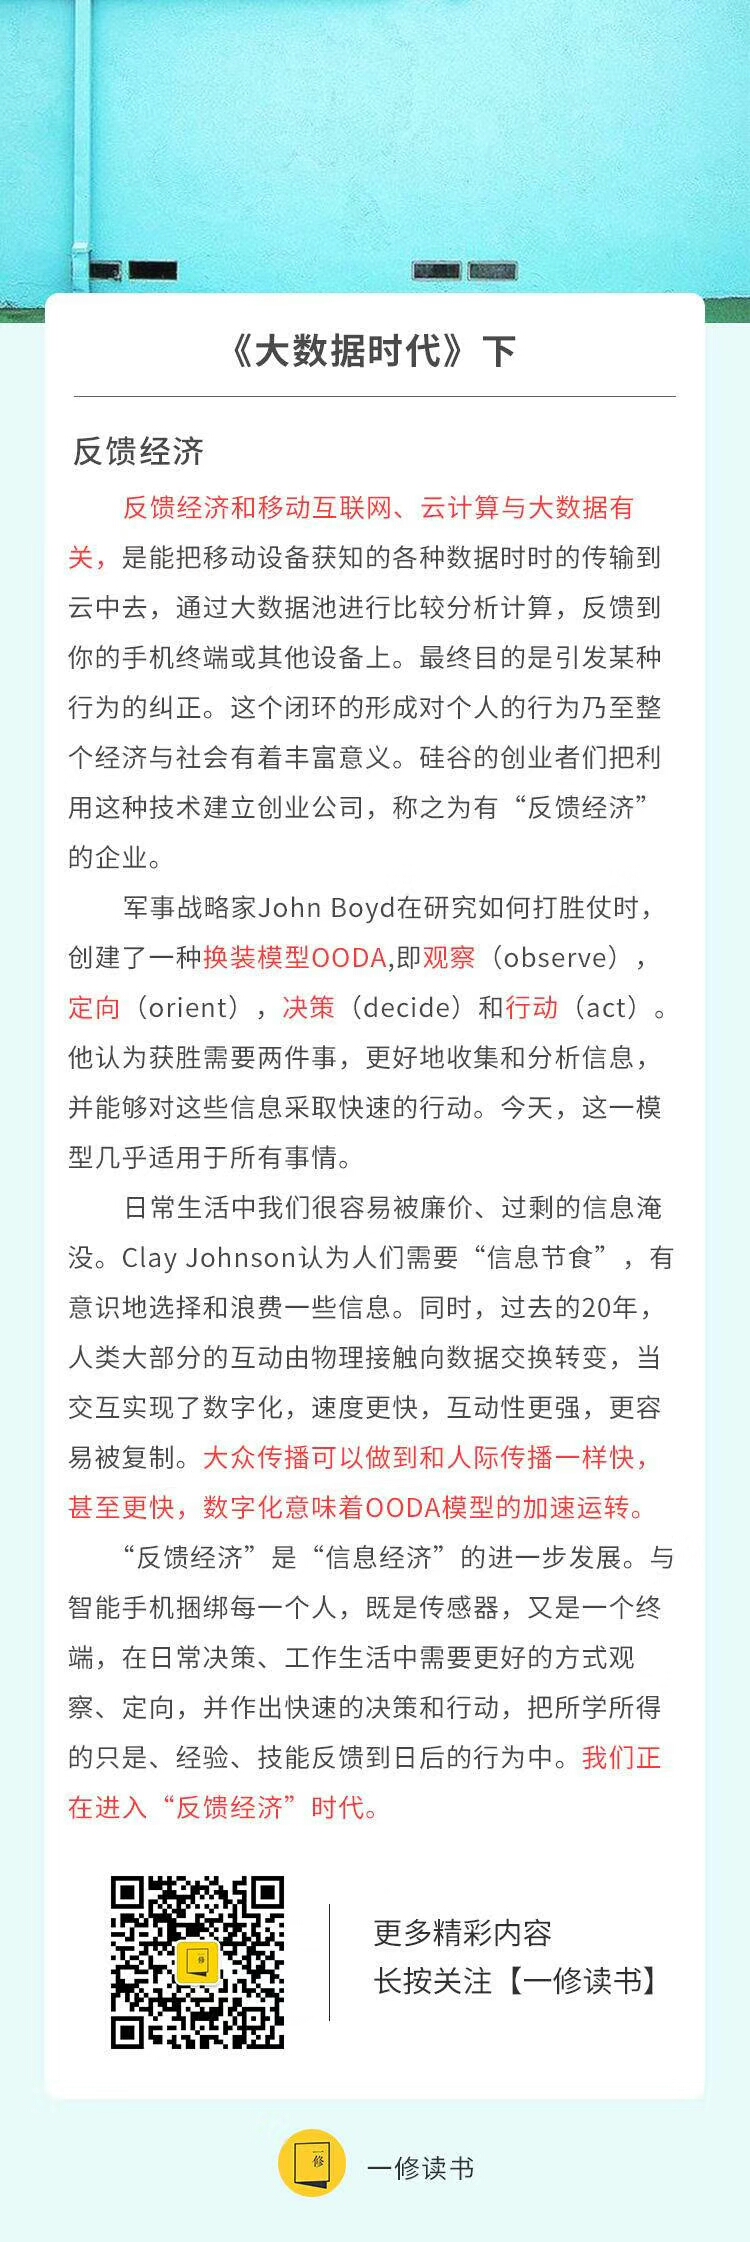 《大数据时代》下
反馈经济
反馈经济和移动互联网、云计算与大数据有
关，是能把移动设备获知的各种数据时时的传输到
云中去，通过大数据池进行比较分析计算，反馈到
你的手机终端或其他设备上。最终目的是引发某种
行为的纠正。这个闭环的形成对个人的行为乃至整
个经济与社会有着丰富意义。硅谷的创业者们把利
用这种技术建立创业公司，称之为有“反馈经济”
的企业。
军事战略家John Boyd在研究如何打胜仗时，
创建了一种换装模型OODA,即观察（observe），
定向（orient），决策（decide）和行动（act）。
他认为获胜需要两件事，更好地收集和分析信息，
并能够对这些信息采取快速的行动。今天，这一模
型几乎适用于所有事情。
日常生活中我们很容易被廉价、过剩的信息淹
没。Clay Johnson认为人们需要“信息节食”，有
意识地选择和浪费一些信息。同时，过去的20年，
人类大部分的互动由物理接触向数据交换转变，当
交互实现了数字化，速度更快，互动性更强，更容
易被复制。大众传播可以做到和人际传播一样快，
甚至更快，数字化意味着OODA模型的加速运转。
“反馈经济”是“信息经济”的进一步发展。与
智能手机捆绑每一个人，既是传感器，又是一个终
端，在日常决策、工作生活中需要更好的方式观
察、定向，并作出快速的决策和行动，把所学所得
的只是、经验、技能反馈到日后的行为中。我们正
在进入“反馈经济”时代。
更多精彩内容
长按关注【一修读书】
一修
一修
一修读书